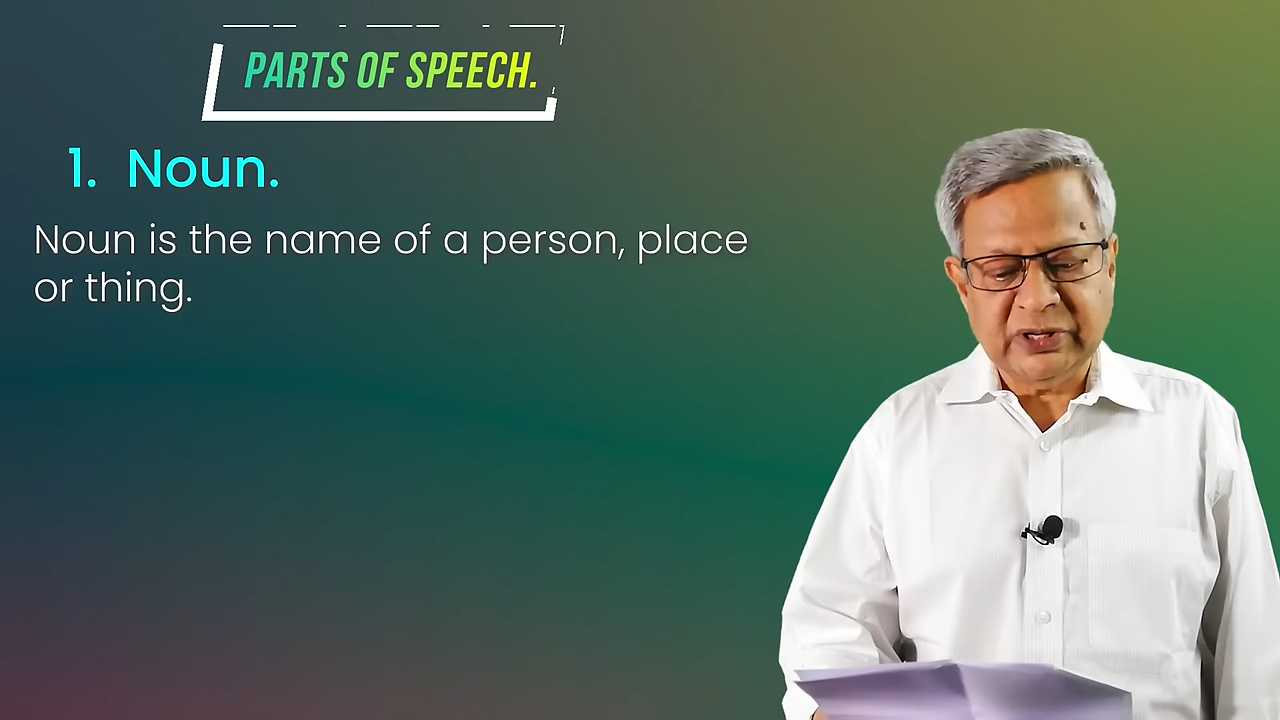 PARTS OF SPEECH.
1. Noun.
Noun is the name of a person, place
or thing.